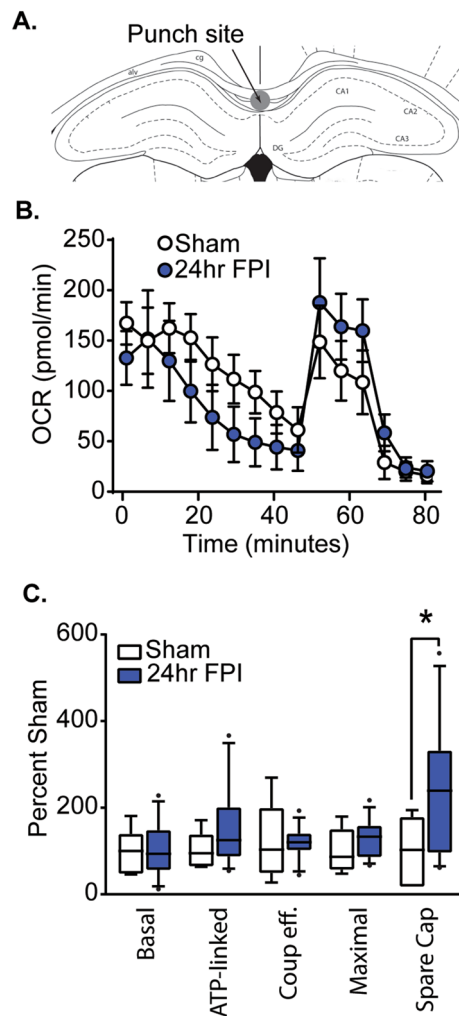 A.
Punch site
cg
alv
CA1
CA2
CA3
DG
B.
250
200
150
100
50
0
OCR (pmol/min)
Sham
24hr FPI
0 20 40 60 80
Time (minutes)
C.
600
400
200
0
Percent Sham
Sham
24hr FPI
*
Basal
ATP-linked
Coup eff.
Maximal
Spare Cap